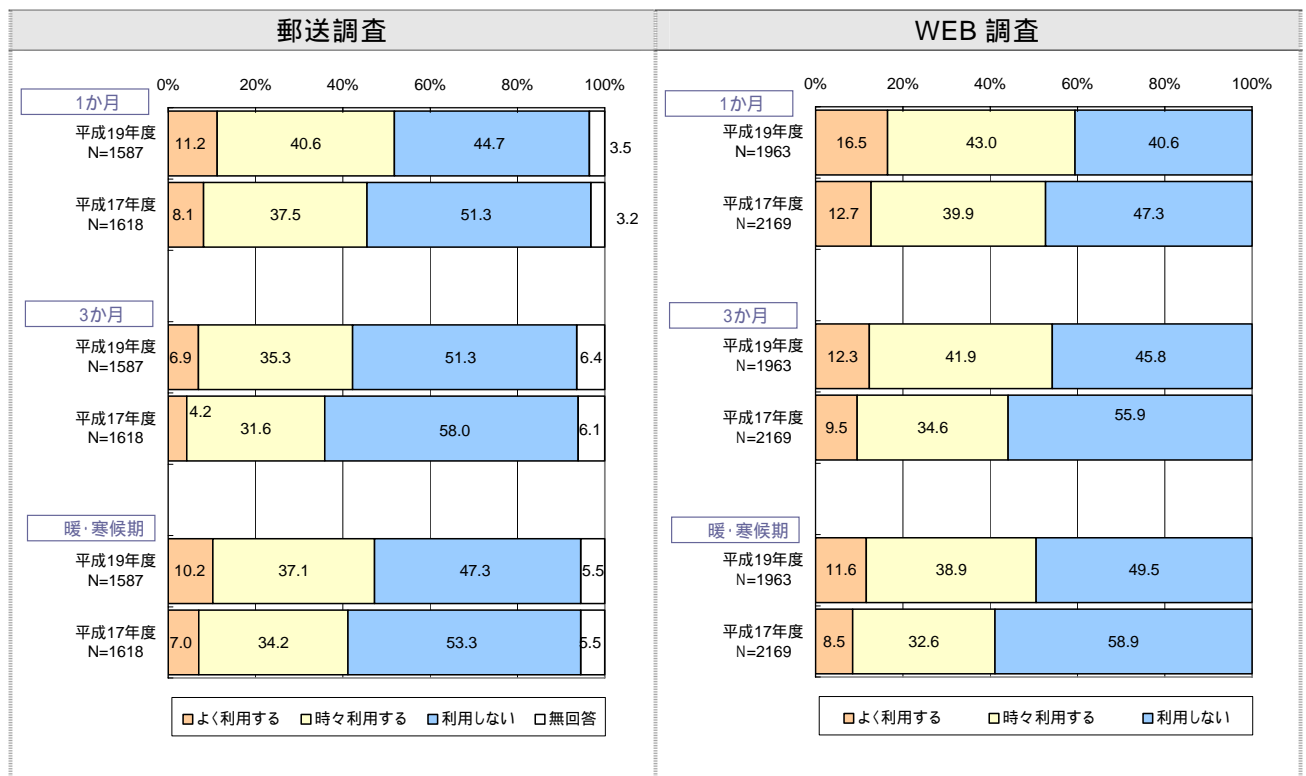 郵送調査
WEB 調査
0% 20% 40% 60% 80% 100%
1か月
平成19年度
N=1587
11.2 40.6 44.7 3.5
平成17年度
N=1618
8.1 37.5 51.3 3.2
3か月
平成19年度
N=1587
6.9 35.3 51.3 6.4
平成17年度
N=1618
4.2 31.6 58.0 6.1
暖・寒候期
平成19年度
N=1587
10.2 37.1 47.3 5.5
平成17年度
N=1618
7.0 34.2 53.3 5.5
よく利用する 時々利用する 利用しない 無回答
0% 20% 40% 60% 80% 100%
1か月
平成19年度
N=1963
16.5 43.0 40.6
平成17年度
N=2169
12.7 39.9 47.3
3か月
平成19年度
N=1963
12.3 41.9 45.8
平成17年度
N=2169
9.5 34.6 55.9
暖・寒候期
平成19年度
N=1963
11.6 38.9 49.5
平成17年度
N=2169
8.5 32.6 58.9
よく利用する 時々利用する 利用しない